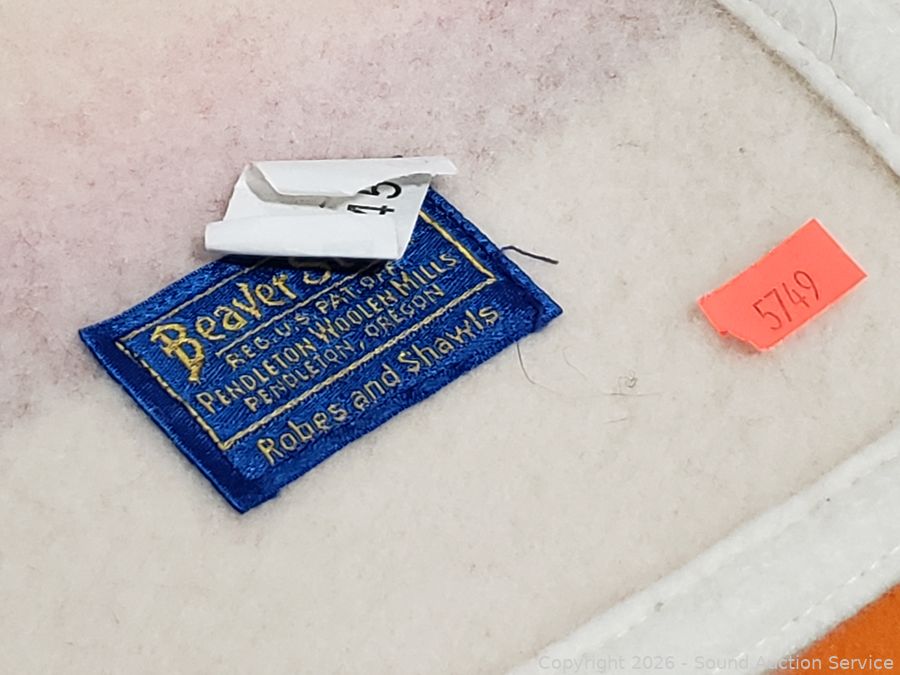 45
Beaver S
REG. U.S. PAT. OFF.
PENDLETON WOOLEN MILLS
PENDLETON, OREGON
Robes and Shawls
5749
Copyright 2026 - Sound Auction Service